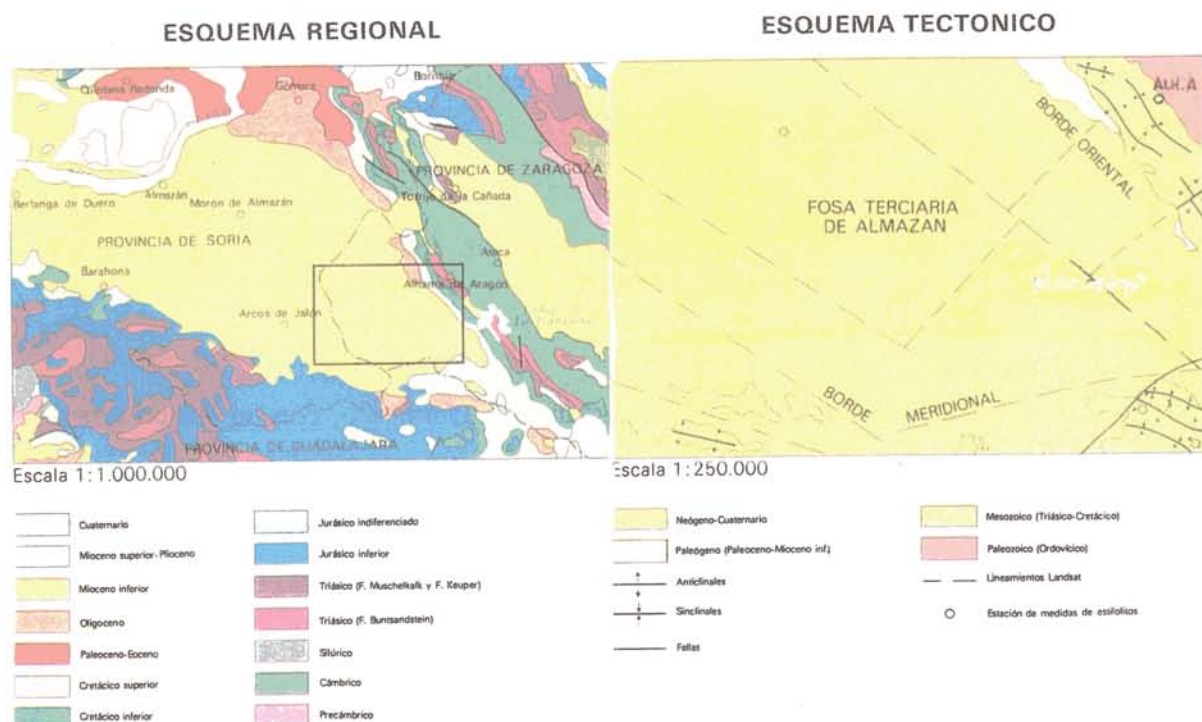 ESQUEMA REGIONAL
Quintana Redonda
Gómara
Borobia
PROVINCIA DE ZARAGOZA
Almazán
Torrijo de la Cañada
Berlanga de Duero
Morón de Almazán
PROVINCIA DE SORIA
Ateca
Barahona
Alhama de Aragón
Arcos de Jalón
PROVINCIA DE GUADALAJARA
Escala 1:1.000.000
Cuaternario
Mioceno superior-Plioceno
Mioceno inferior
Oligoceno
Paleoceno-Eoceno
Cretácico superior
Cretácico inferior
Jurásico indiferenciado
Jurásico inferior
Triásico (F. Muschelkalk y F. Keuper)
Triásico (F. Buntsandstein)
Silúrico
Cámbrico
Precámbrico
ESQUEMA TECTONICO
ALH.A
BORDE ORIENTAL
FOSA TERCIARIA
DE ALMAZAN
BORDE MERIDIONAL
Escala 1:250.000
Neógeno-Cuaternario
Paleógeno (Paleoceno-Mioceno inf.)
Anticlinales
Sinclinales
Fallas
Mesozoico (Triásico-Cretácico)
Paleozoico (Ordovícico)
Lineamientos Landsat
Estación de medidas de estilolitos